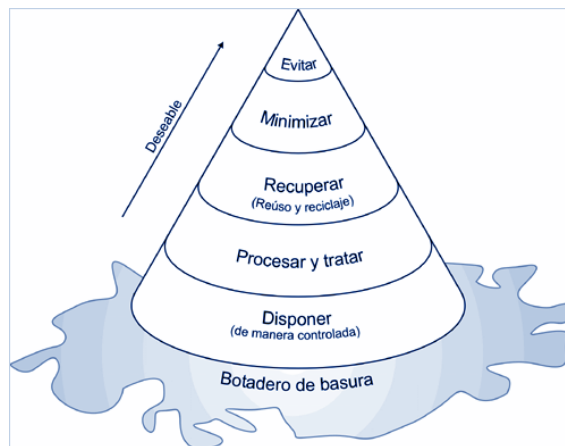 Evitar
Deseable
Minimizar
Recuperar
(Reúso y reciclaje)
Procesar y tratar
Disponer
(de manera controlada)
Botadero de basura